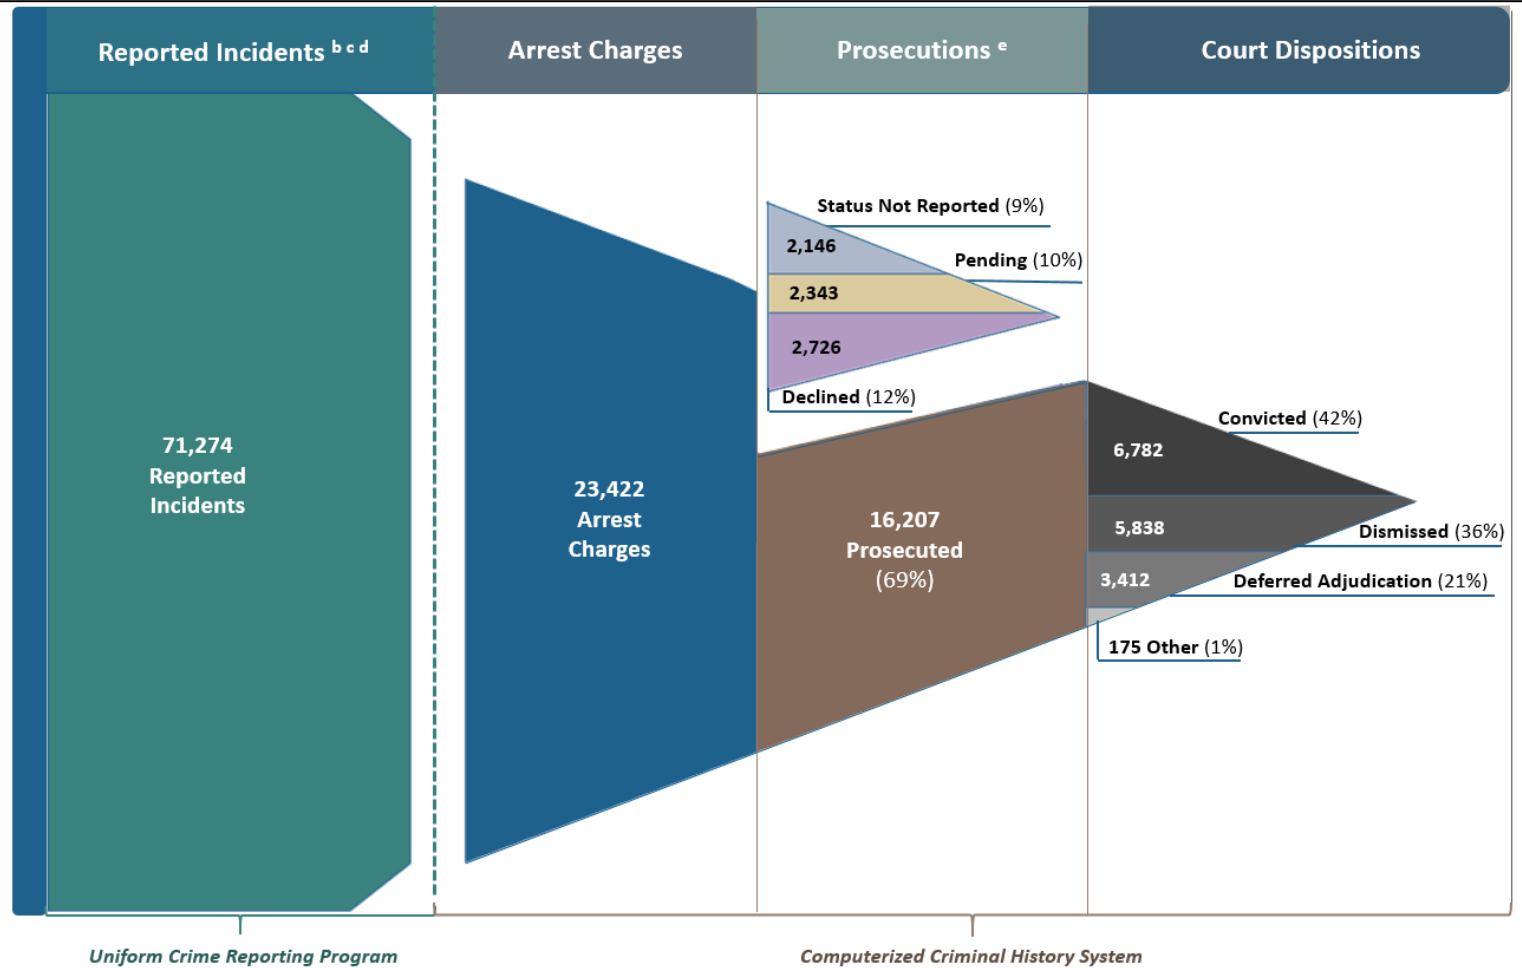 Reported Incidents b c d
Arrest Charges
Prosecutions e
Court Dispositions
71,274
Reported
Incidents
23,422
Arrest
Charges
Status Not Reported (9%)
2,146
Pending (10%)
2,343
2,726
Declined (12%)
16,207
Prosecuted
(69%)
Convicted (42%)
6,782
5,838
Dismissed (36%)
3,412
Deferred Adjudication (21%)
175 Other (1%)
Uniform Crime Reporting Program
Computerized Criminal History System